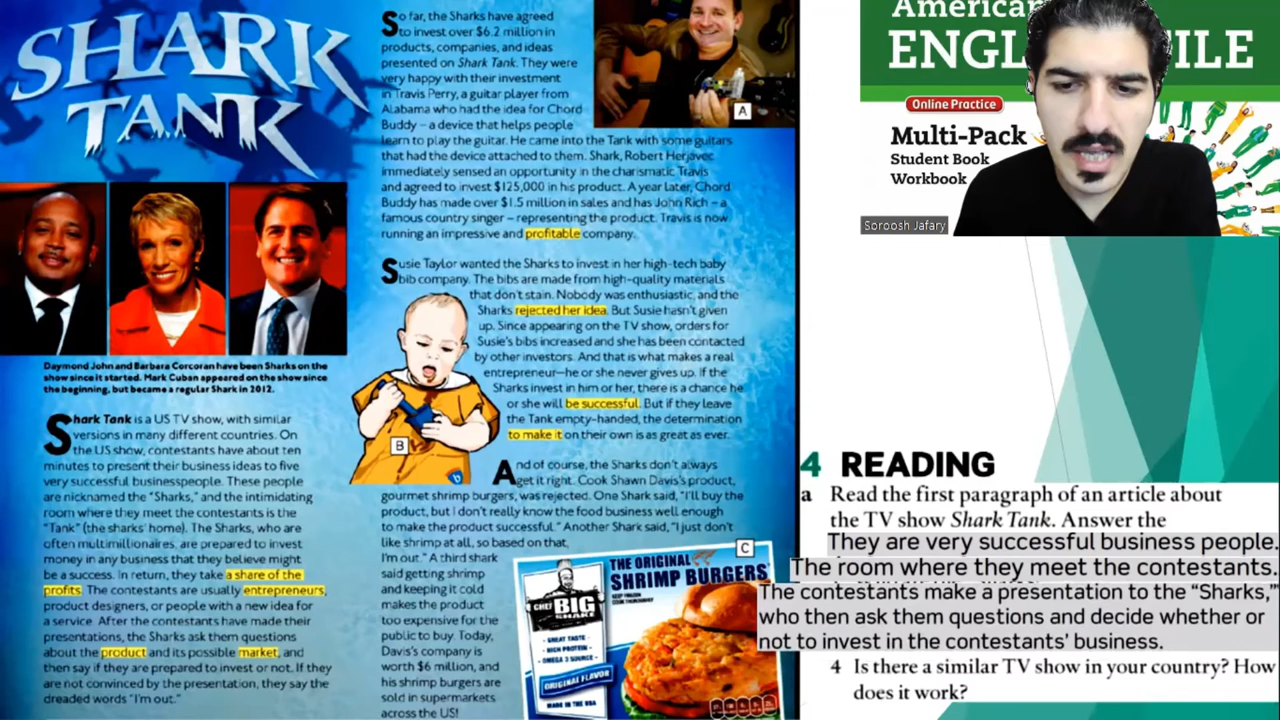 SHARK
TANK
Daymond John and Barbara Corcoran have been Sharks on the
show since it started. Mark Cuban appeared on the show since
the beginning, but became a regular Shark in 2012.
Shark Tank is a US TV show, with similar
versions in many different countries. On
the US show, contestants have about ten
minutes to present their business ideas to five
very successful businesspeople. These people
are nicknamed the "Sharks," and the intimidating
room where they meet the contestants is the
"Tank" (the sharks' home). The Sharks, who are
often multimillionaires, are prepared to invest
money in any business that they believe might
be a success. In return, they take a share of the
profits. The contestants are usually entrepreneurs,
product designers, or people with a new idea for
a service. After the contestants have made their
presentations, the Sharks ask them questions
about the product and its possible market, and
then say if they are prepared to invest or not. If they
are not convinced by the presentation, they say the
dreaded words "I'm out."
So far, the Sharks have agreed
to invest over $6.2 million in
products, companies, and ideas
presented on Shark Tank. They were
very happy with their investment
in Travis Perry, a guitar player from
Alabama who had the idea for Chord
Buddy – a device that helps people
learn to play the guitar. He came into the Tank with some guitars
that had the device attached to them. Shark, Robert Herjavec
immediately sensed an opportunity in the charismatic Travis
and agreed to invest $125,000 in his product. A year later, Chord
Buddy has made over $1.5 million in sales and has John Rich – a
famous country singer – representing the product. Travis is now
running an impressive and profitable company.
A
Susie Taylor wanted the Sharks to invest in her high-tech baby
bib company. The bibs are made from high-quality materials
that don't stain. Nobody was enthusiastic, and the
Sharks rejected her idea. But Susie hasn't given
up. Since appearing on the TV show, orders for
Susie's bibs increased and she has been contacted
by other investors. And that is what makes a real
entrepreneur—he or she never gives up. If the
Sharks invest in him or her, there is a chance he
or she will be successful. But if they leave
the Tank empty-handed, the determination
to make it on their own is as great as ever.
B
And of course, the Sharks don't always
get it right. Cook Shawn Davis's product,
gourmet shrimp burgers, was rejected. One Shark said, "I'll buy the
product, but I don't really know the food business well enough
to make the product successful." Another Shark said, "I just don't
like shrimp at all, so based on that,
I'm out." A third shark
said getting shrimp
and keeping it cold
makes the product
too expensive for the
public to buy. Today,
Davis's company is
worth $6 million, and
his shrimp burgers are
sold in supermarkets
across the US!
C
THE ORIGINAL
SHRIMP BURGERS
KEEP FROZEN
CHEF BIG
SHAKE
GREAT TASTE
HIGH PROTEIN
OMEGA 3 SOURCE
ORIGINAL FLAVOR
MADE IN THE USA
American
ENGL ILE
Online Practice
Multi-Pack
Student Book
Workbook
Soroosh Jafary
4 READING
a Read the first paragraph of an article about
the TV show Shark Tank. Answer the
They are very successful business people.
The room where they meet the contestants.
The contestants make a presentation to the "Sharks,"
who then ask them questions and decide whether or
not to invest in the contestants' business.
4 Is there a similar TV show in your country? How
does it work?